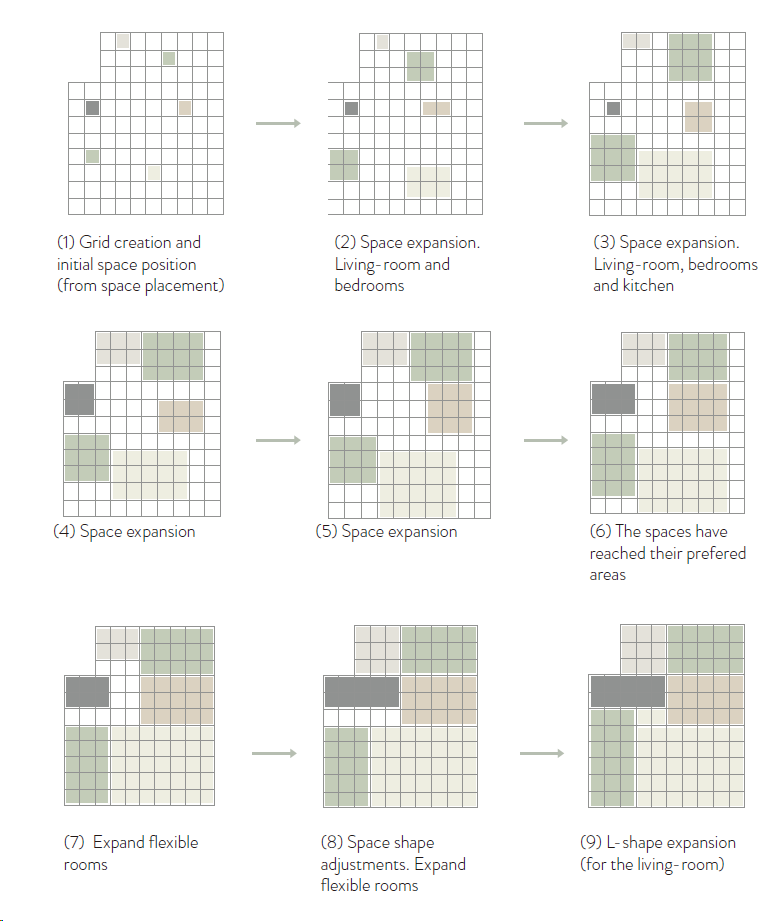 (1) Grid creation and
initial space position
(from space placement)
(2) Space expansion.
Living-room and
bedrooms
(3) Space expansion.
Living-room, bedrooms
and kitchen
(4) Space expansion
(5) Space expansion
(6) The spaces have
reached their prefered
areas
(7) Expand flexible
rooms
(8) Space shape
adjustments. Expand
flexible rooms
(9) L-shape expansion
(for the living-room)